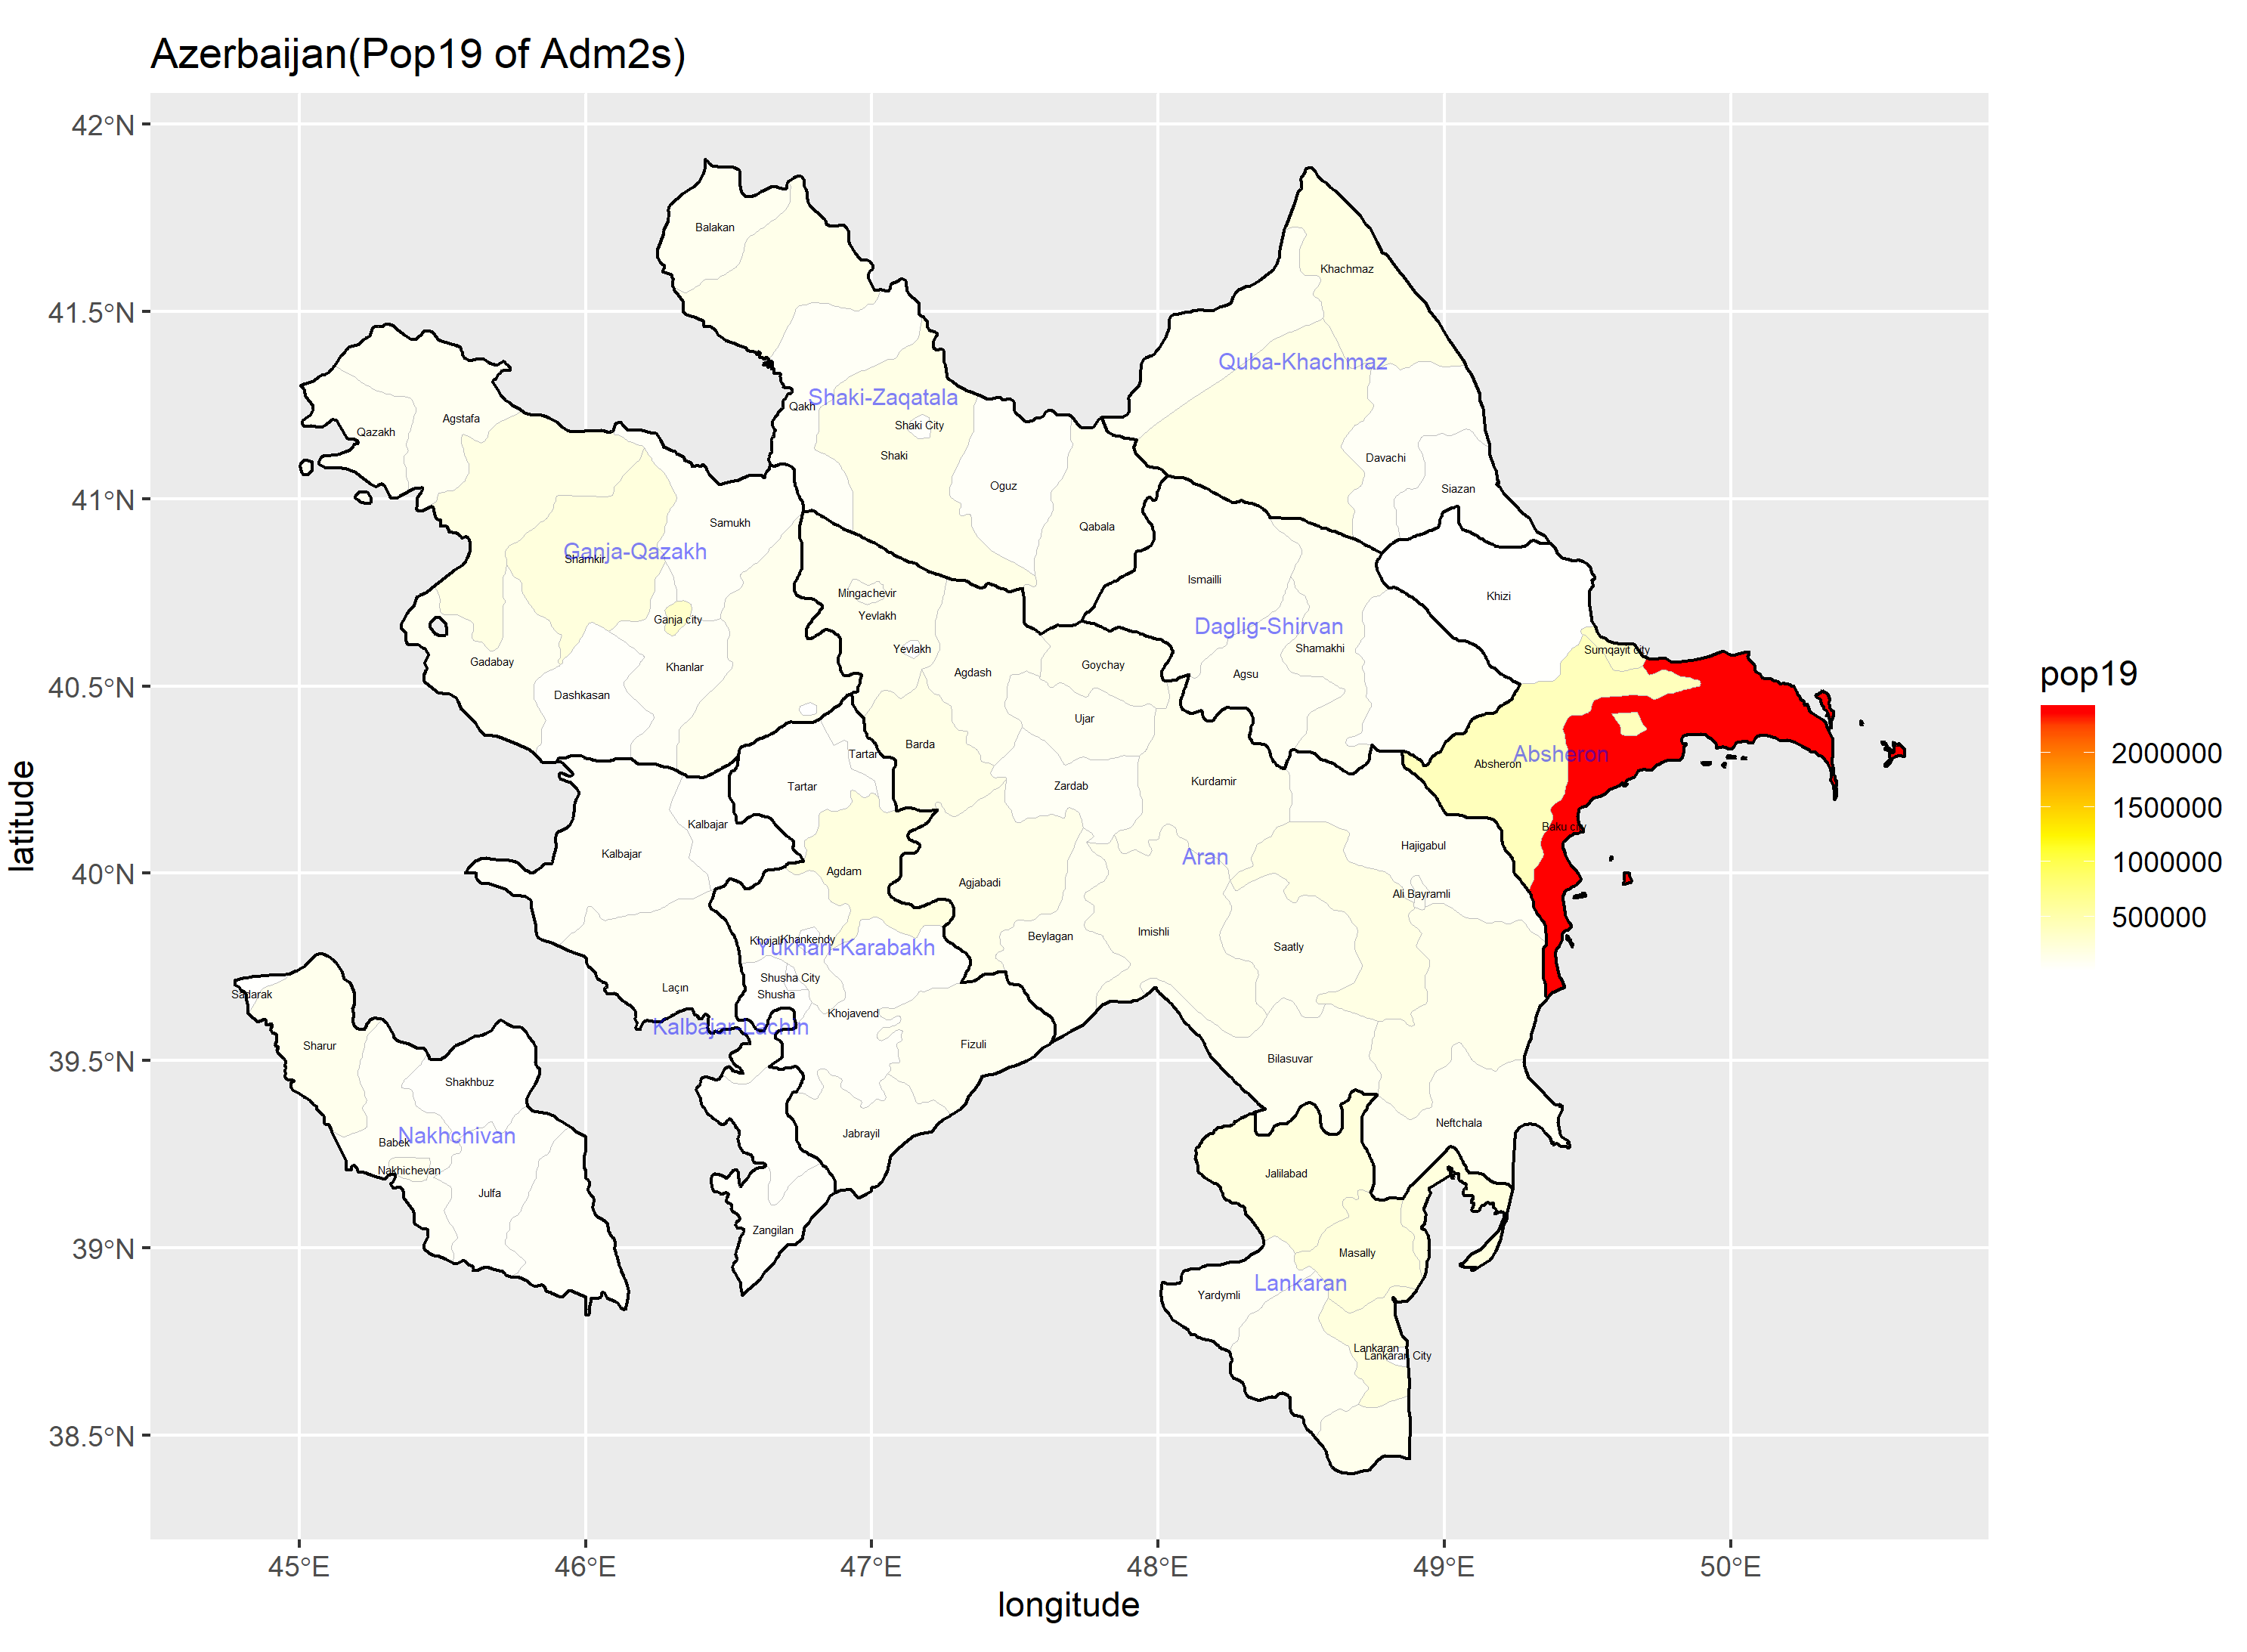 Azerbaijan(Pop19 of Adm2s)
42°N
41.5°N
41°N
40.5°N
40°N
39.5°N
39°N
38.5°N
latitude
45°E
46°E
47°E
48°E
49°E
50°E
longitude
pop19
2000000
1500000
1000000
500000
Balakan
Khachmaz
Quba-Khachmaz
Shaki-Zaqatala
Qakh
Agstafa
Qazakh
Shaki City
Shaki
Davachi
Oguz
Siazan
Samukh
Qabala
Ganja-Qazakh
Shamkir
Ismailli
Mingachevir
Khizi
Yevlakh
Ganja city
Daglig-Shirvan
Yevlakh
Shamakhi
Sumqayit city
Gadabay
Khanlar
Agdash
Goychay
Agsu
Dashkasan
Ujar
Barda
Tartar
Absheron
Absheron
Tartar
Zardab
Kurdamir
Kalbajar
Baku city
Kalbajar
Aran
Hajigabul
Agdam
Agjabadi
Ali Bayramli
Khojali
Khankendy
Yukhari-Karabakh
Beylagan
Imishli
Saatly
Shusha City
Laçın
Shusha
Sadarak
Khojavend
Kalbajar-Lachin
Sharur
Fizuli
Bilasuvar
Shakhbuz
Neftchala
Nakhchivan
Babek
Jabrayil
Nakhichevan
Jalilabad
Julfa
Zangilan
Masally
Lankaran
Yardymli
Lankaran
Lankaran City